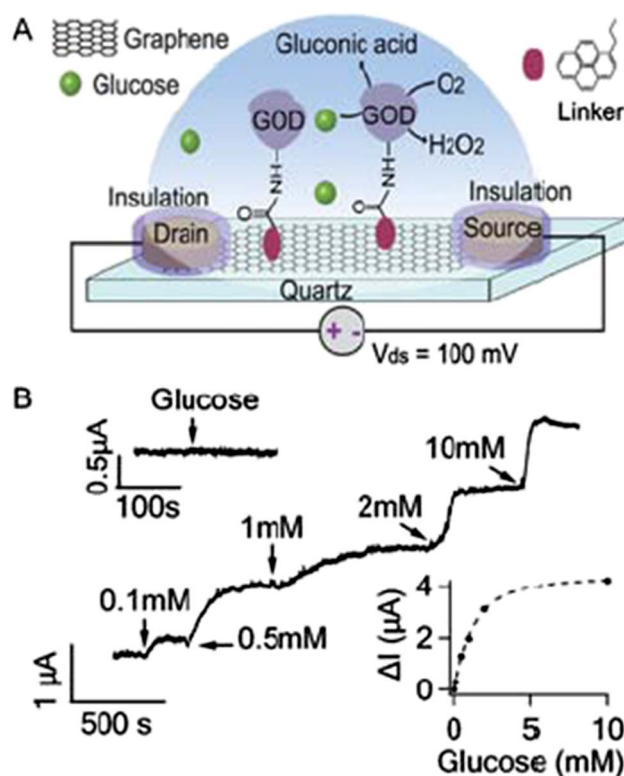 A
Graphene
Glucose
Gluconic acid
O2
GOD
GOD
H2O2
Linker
NH
NH
O
O
Insulation
Insulation
Drain
Source
Quartz
+ -
Vds = 100 mV
B
Glucose
0.5µA
100s
10mM
2mM
1mM
0.1mM
0.5mM
1 µA
500 s
ΔI (µA)
4
2
0
0 5 10
Glucose (mM)